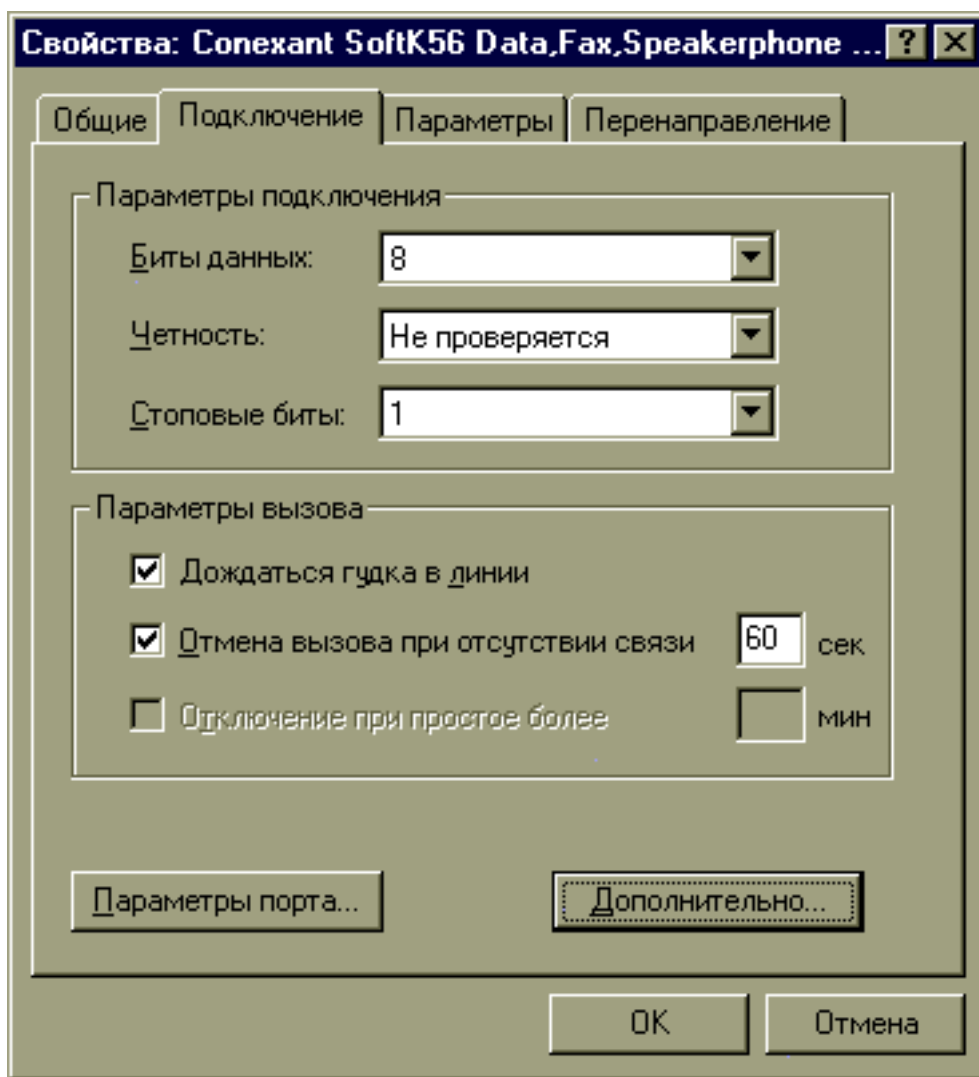 Свойства: Conexant SoftK56 Data,Fax,Speakerphone ...
Общие Подключение Параметры Перенаправление
Параметры подключения
Биты данных: 8
Четность: Не проверяется
Стоповые биты: 1
Параметры вызова
Дождаться гудка в линии
Отмена вызова при отсутствии связи 60 сек
Отключение при простое более мин
Параметры порта... Дополнительно...
OK Отмена